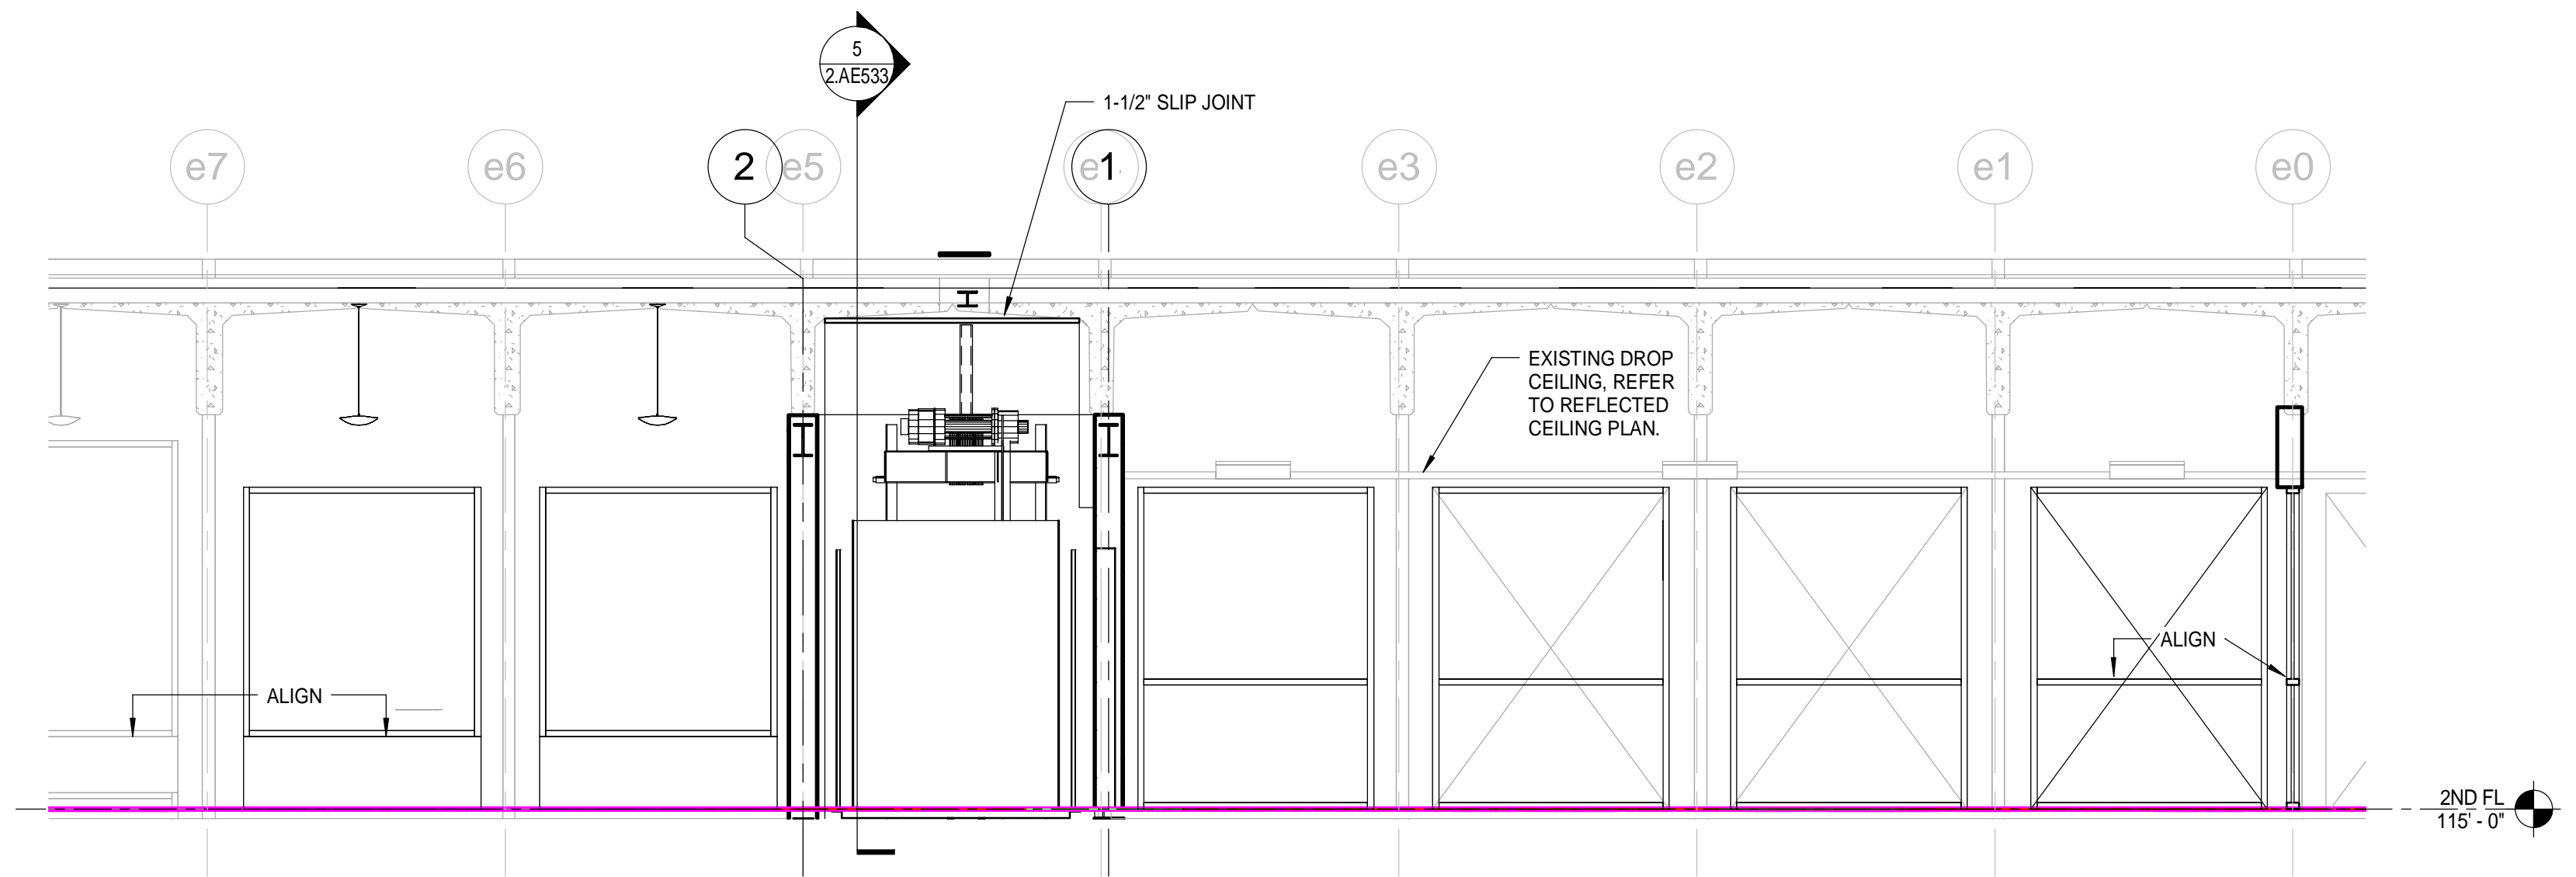 5
2.AE533
1-1/2" SLIP JOINT
e7
e6
2
e5
1
e3
e2
e1
e0
EXISTING DROP
CEILING, REFER
TO REFLECTED
CEILING PLAN.
ALIGN
ALIGN
2ND FL
115' - 0"